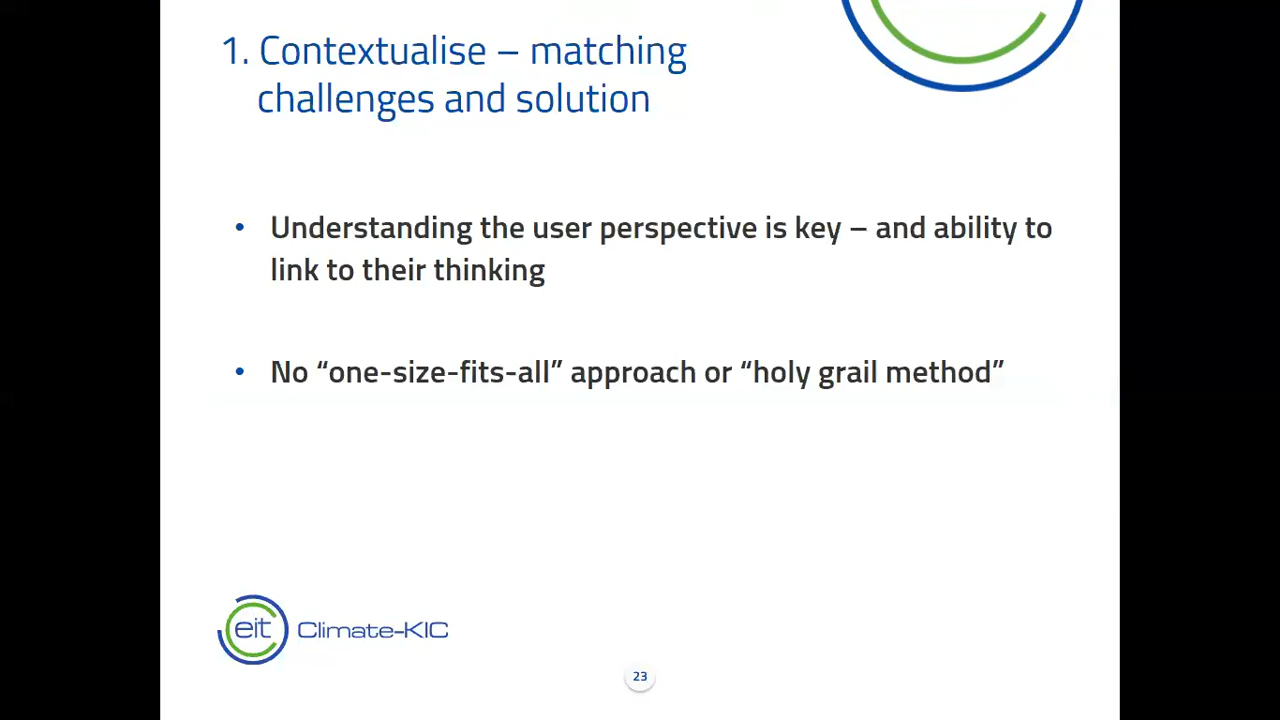 1. Contextualise – matching
challenges and solution
• Understanding the user perspective is key – and ability to
link to their thinking
• No “one-size-fits-all” approach or “holy grail method”
eit Climate-KIC
23